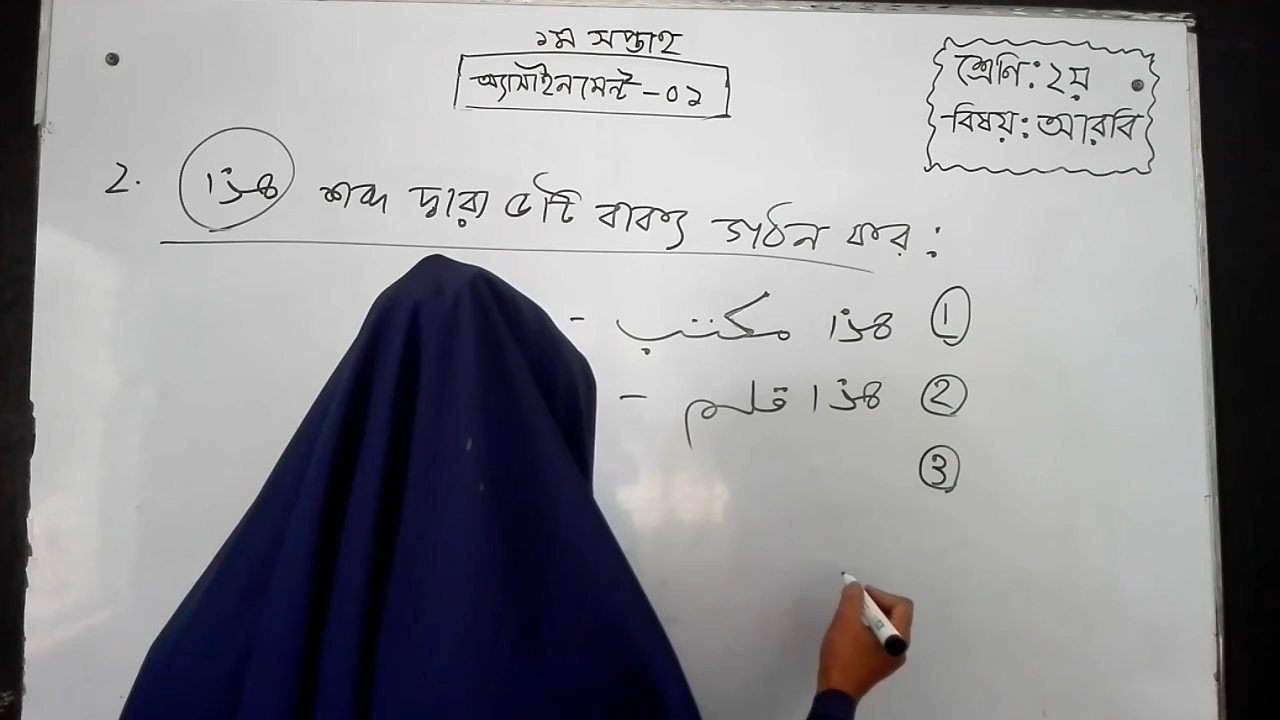 ১ম সপ্তাহ
অ্যাসাইনমেন্ট-০১
শ্রেণি: ২য়
বিষয়: আরবি
2. هذا শব্দ দ্বারা ৫টি বাক্য গঠন কর:
① هذا مكتب -
② هذا قلم -
③